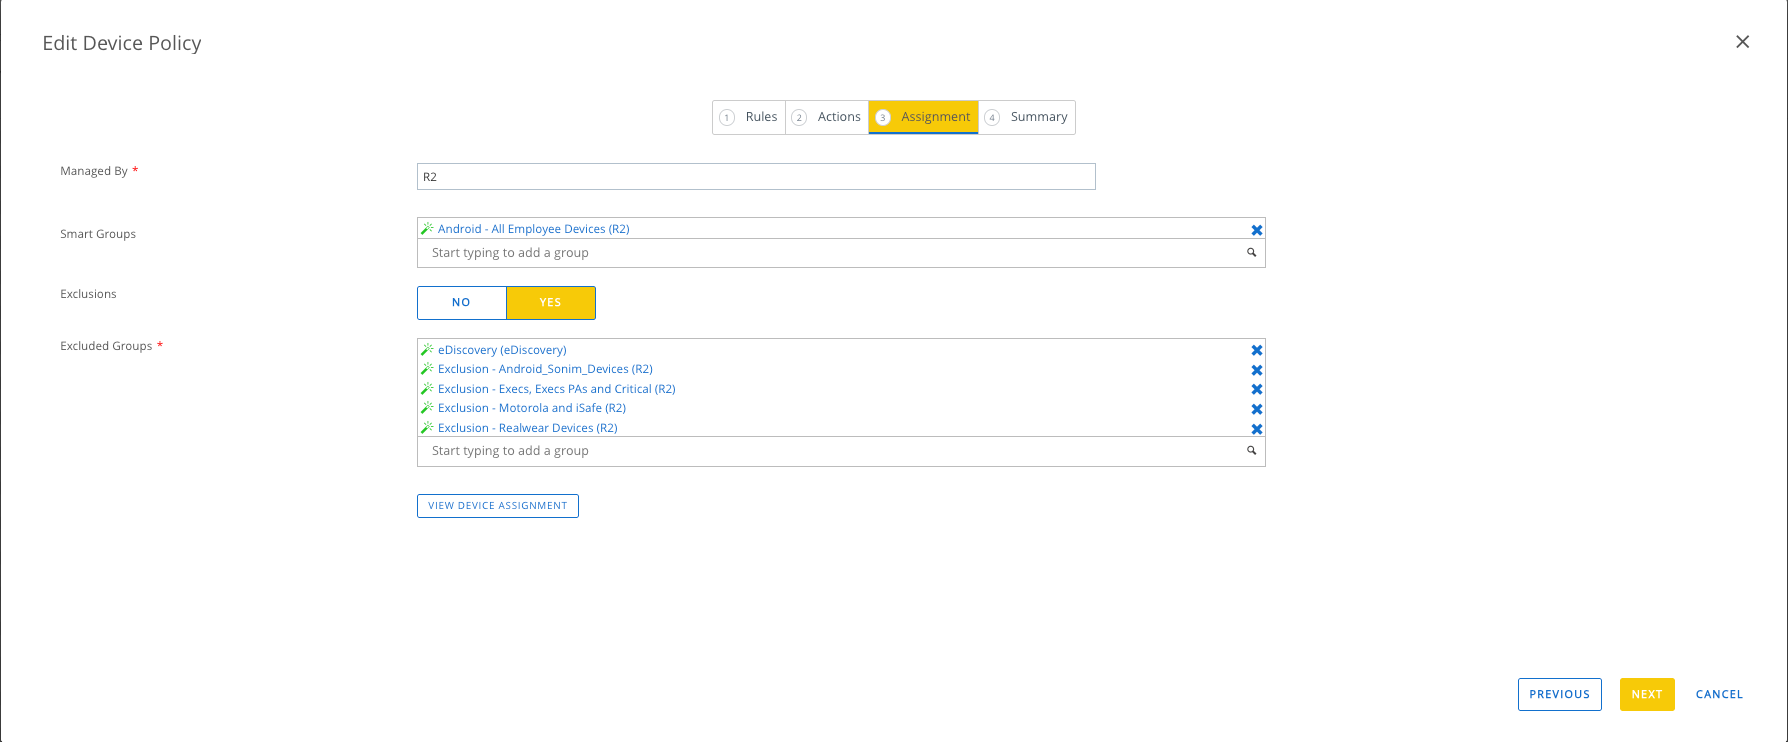 Edit Device Policy
1 Rules 2 Actions 3 Assignment 4 Summary
Managed By *
R2
Smart Groups
Android - All Employee Devices (R2)
Start typing to add a group
Exclusions
NO YES
Excluded Groups *
eDiscovery (eDiscovery)
Exclusion - Android_Sonim_Devices (R2)
Exclusion - Execs, Execs PAs and Critical (R2)
Exclusion - Motorola and iSafe (R2)
Exclusion - Realwear Devices (R2)
Start typing to add a group
VIEW DEVICE ASSIGNMENT
PREVIOUS NEXT CANCEL